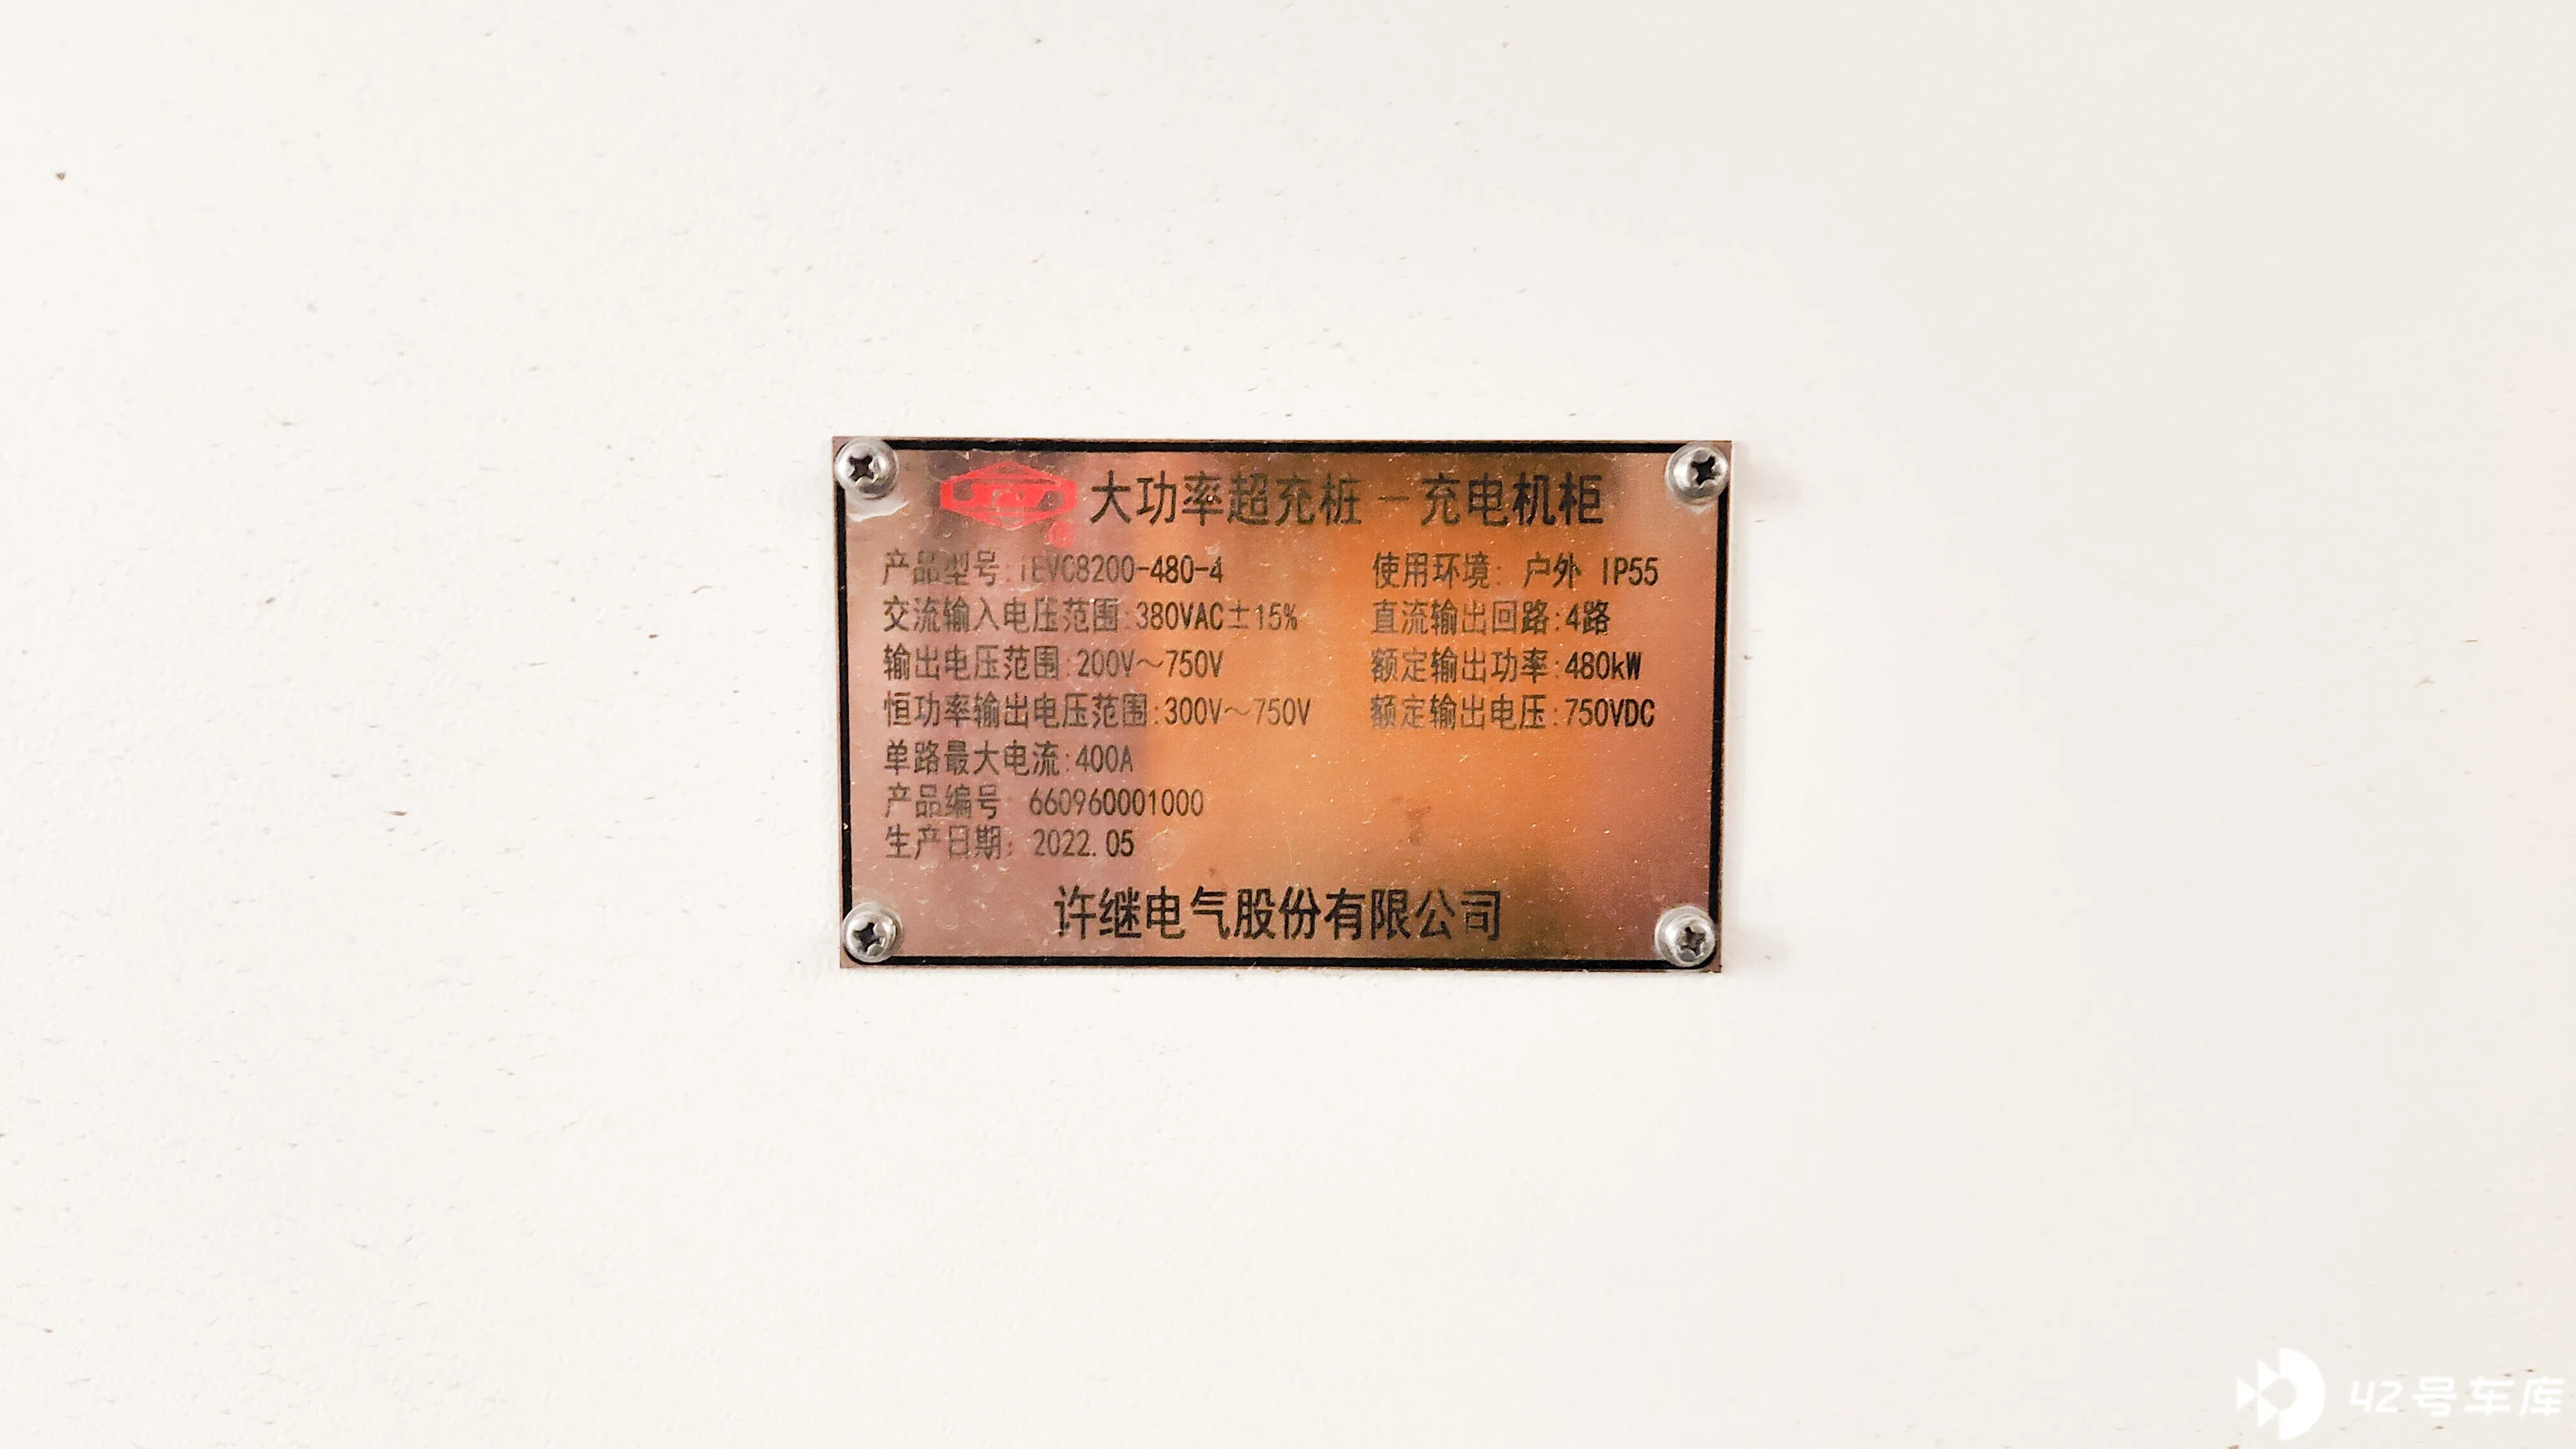 大功率超充桩－充电机柜
产品型号:iEVC8200-480-4 使用环境: 户外 IP55
交流输入电压范围:380VAC±15% 直流输出回路:4路
输出电压范围:200V～750V 额定输出功率:480kW
恒功率输出电压范围:300V～750V 额定输出电压:750VDC
单路最大电流:400A
产品编号 660960001000
生产日期: 2022.05
许继电气股份有限公司
42号车库